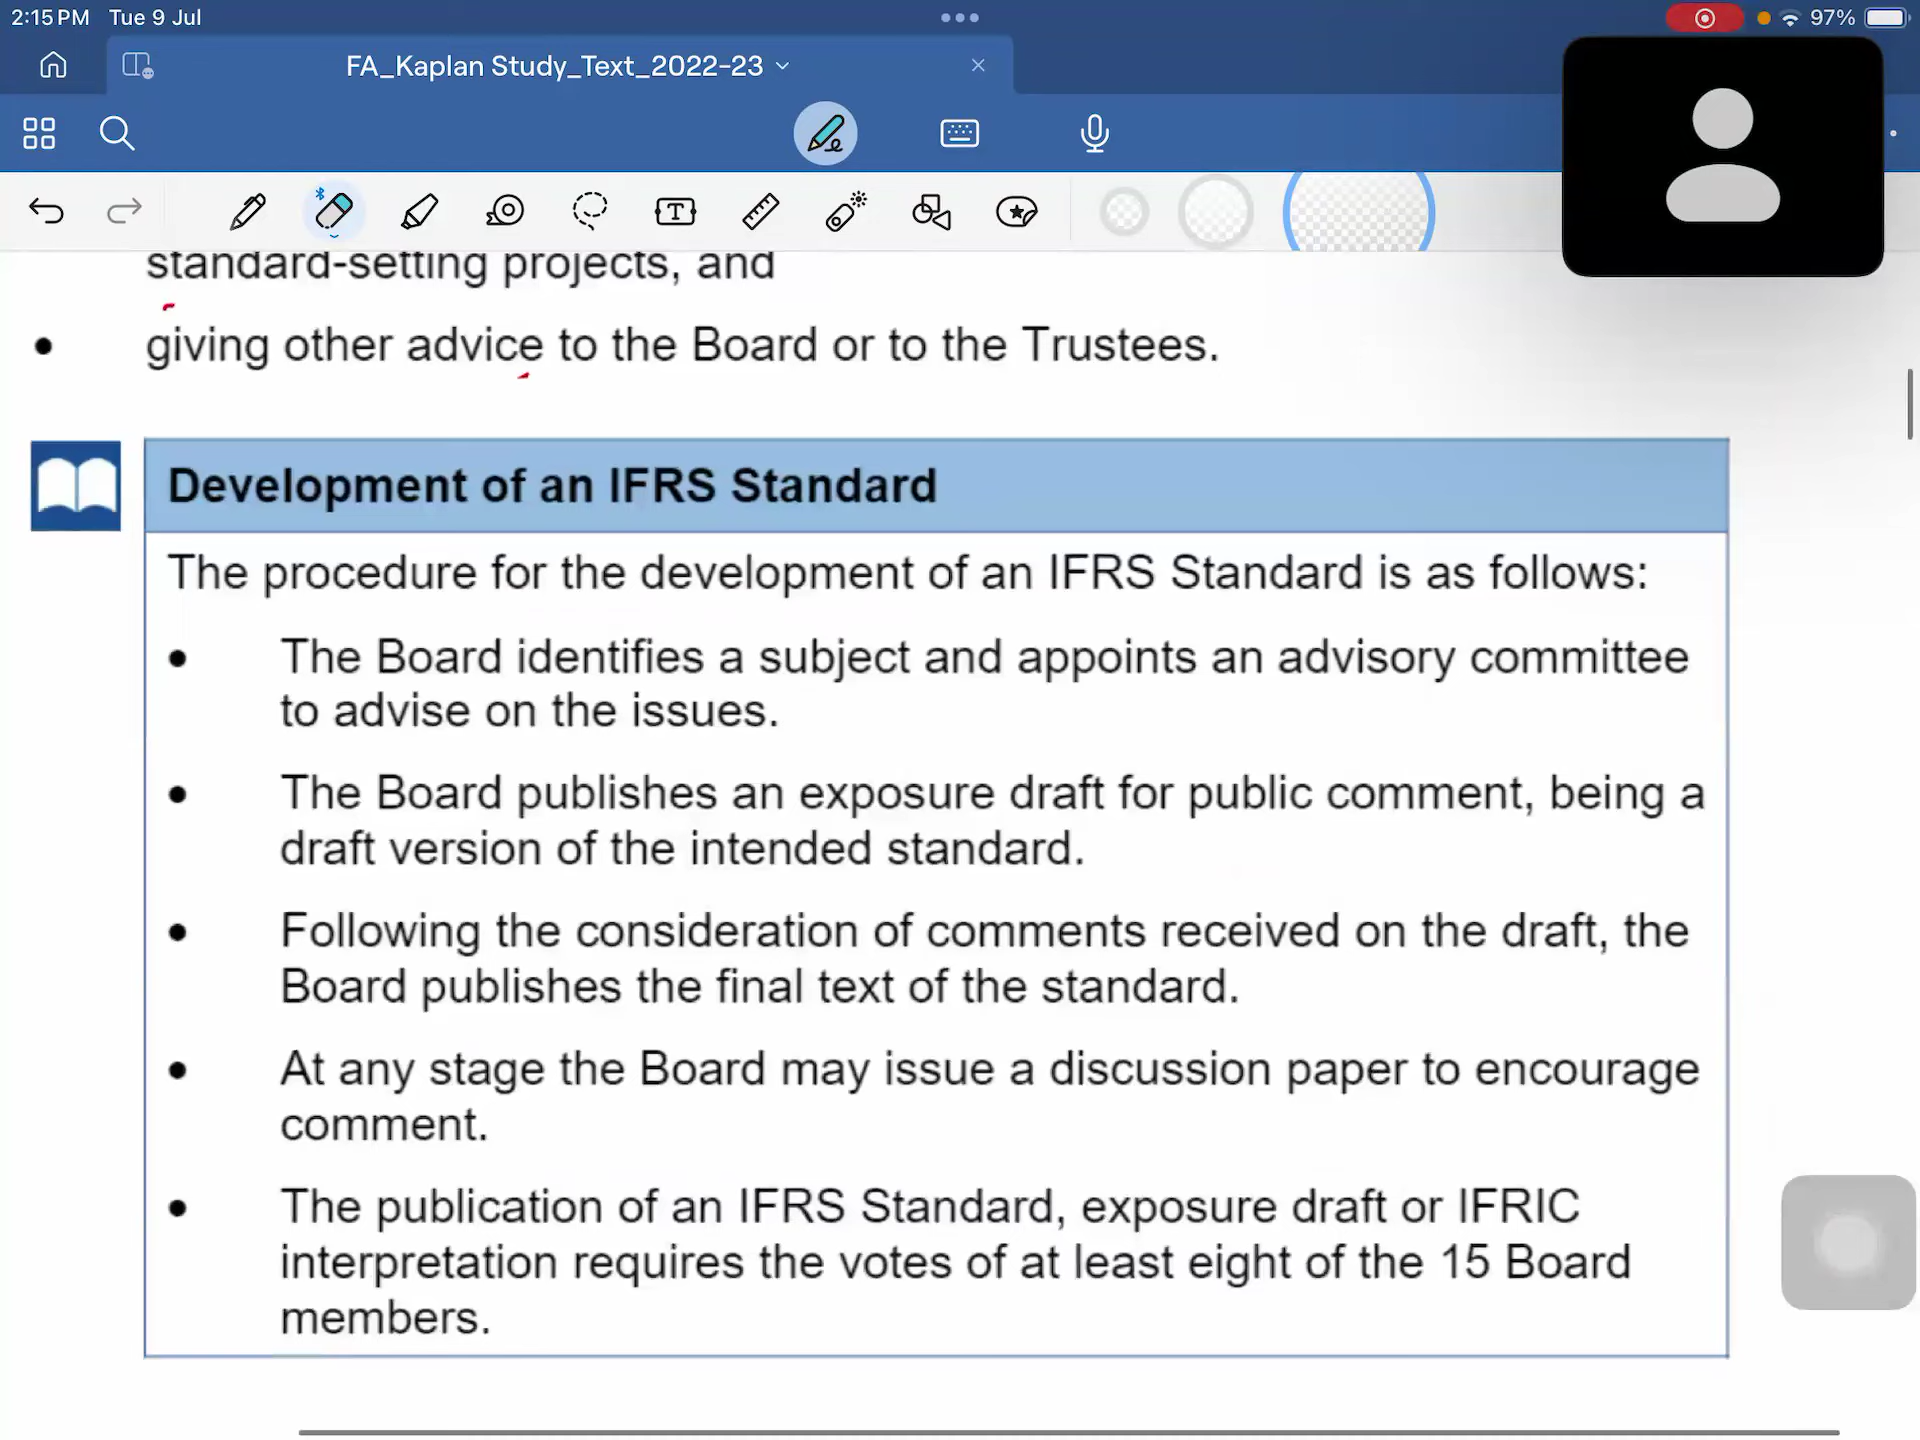 2:15 PM Tue 9 Jul
97%
FA_Kaplan Study_Text_2022-23
standard-setting projects, and
• giving other advice to the Board or to the Trustees.
Development of an IFRS Standard
The procedure for the development of an IFRS Standard is as follows:
• The Board identifies a subject and appoints an advisory committee
to advise on the issues.
• The Board publishes an exposure draft for public comment, being a
draft version of the intended standard.
• Following the consideration of comments received on the draft, the
Board publishes the final text of the standard.
• At any stage the Board may issue a discussion paper to encourage
comment.
• The publication of an IFRS Standard, exposure draft or IFRIC
interpretation requires the votes of at least eight of the 15 Board
members.